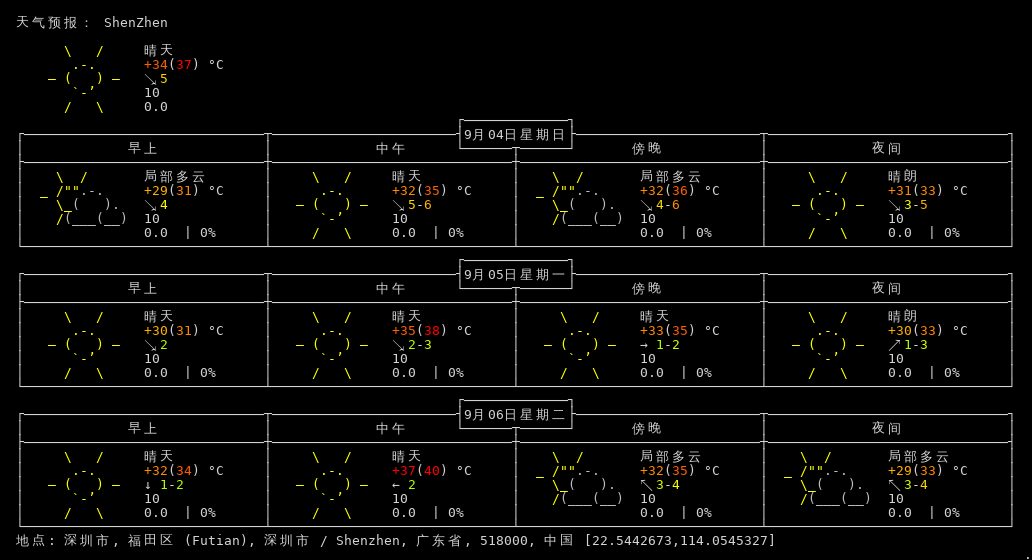 天气预报： ShenZhen
晴天
+34(37) °C
↘ 5
10
0.0
9月04日星期日
早上 中午 傍晚 夜间
局部多云 晴天 局部多云 晴朗
+29(31) °C +32(35) °C +32(36) °C +31(33) °C
↘ 4 ↘ 5-6 ↘ 4-6 ↘ 3-5
10 10 10 10
0.0 | 0% 0.0 | 0% 0.0 | 0% 0.0 | 0%
9月05日星期一
早上 中午 傍晚 夜间
晴天 晴天 晴天 晴朗
+30(31) °C +35(38) °C +33(35) °C +30(33) °C
↘ 2 ↘ 2-3 → 1-2 ↗ 1-3
10 10 10 10
0.0 | 0% 0.0 | 0% 0.0 | 0% 0.0 | 0%
9月06日星期二
早上 中午 傍晚 夜间
晴天 晴天 局部多云 局部多云
+32(34) °C +37(40) °C +32(35) °C +29(33) °C
↓ 1-2 ← 2 ↖ 3-4 ↖ 3-4
10 10 10 10
0.0 | 0% 0.0 | 0% 0.0 | 0% 0.0 | 0%
地点: 深圳市, 福田区 (Futian), 深圳市 / Shenzhen, 广东省, 518000, 中国 [22.5442673,114.0545327]